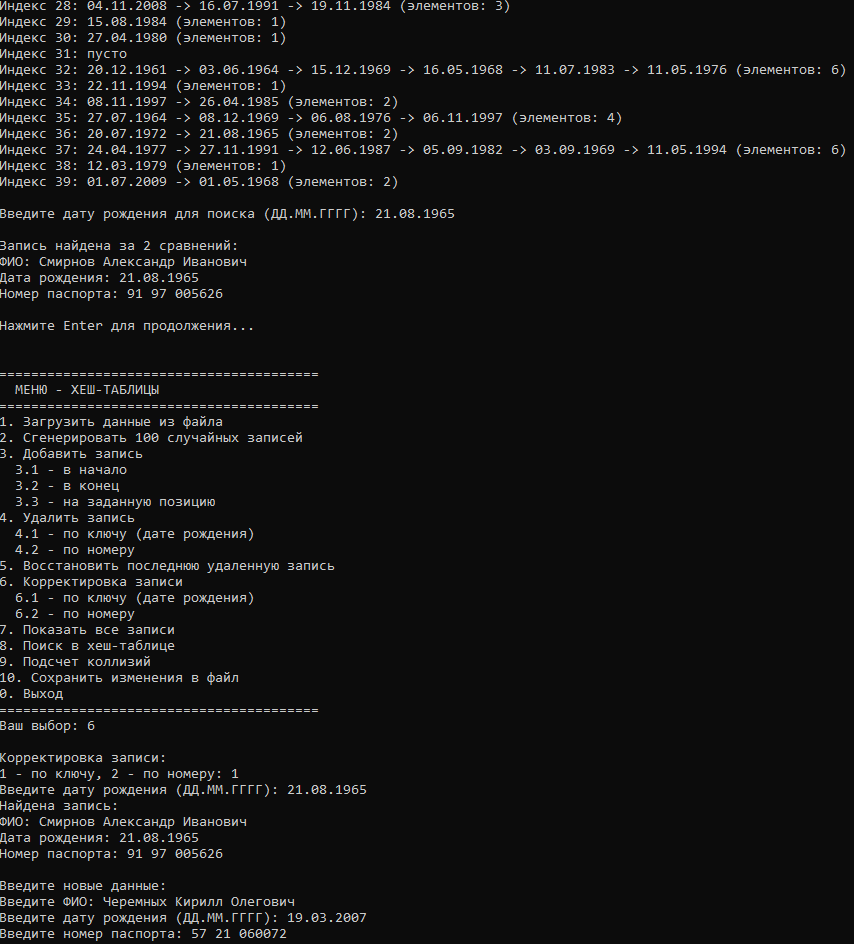 Индекс 28: 04.11.2008 -> 16.07.1991 -> 19.11.1984 (элементов: 3)
Индекс 29: 15.08.1984 (элементов: 1)
Индекс 30: 27.04.1980 (элементов: 1)
Индекс 31: пусто
Индекс 32: 20.12.1961 -> 03.06.1964 -> 15.12.1969 -> 16.05.1968 -> 11.07.1983 -> 11.05.1976 (элементов: 6)
Индекс 33: 22.11.1994 (элементов: 1)
Индекс 34: 08.11.1997 -> 26.04.1985 (элементов: 2)
Индекс 35: 27.07.1964 -> 08.12.1969 -> 06.08.1976 -> 06.11.1997 (элементов: 4)
Индекс 36: 20.07.1972 -> 21.08.1965 (элементов: 2)
Индекс 37: 24.04.1977 -> 27.11.1991 -> 12.06.1987 -> 05.09.1982 -> 03.09.1969 -> 11.05.1994 (элементов: 6)
Индекс 38: 12.03.1979 (элементов: 1)
Индекс 39: 01.07.2009 -> 01.05.1968 (элементов: 2)
Введите дату рождения для поиска (ДД.ММ.ГГГГ): 21.08.1965
Запись найдена за 2 сравнений:
ФИО: Смирнов Александр Иванович
Дата рождения: 21.08.1965
Номер паспорта: 91 97 005626
Нажмите Enter для продолжения...
========================================
МЕНЮ - ХЕШ-ТАБЛИЦЫ
========================================
1. Загрузить данные из файла
2. Сгенерировать 100 случайных записей
3. Добавить запись
3.1 - в начало
3.2 - в конец
3.3 - на заданную позицию
4. Удалить запись
4.1 - по ключу (дате рождения)
4.2 - по номеру
5. Восстановить последнюю удаленную запись
6. Корректировка записи
6.1 - по ключу (дате рождения)
6.2 - по номеру
7. Показать все записи
8. Поиск в хеш-таблице
9. Подсчет коллизий
10. Сохранить изменения в файл
0. Выход
========================================
Ваш выбор: 6
Корректировка записи:
1 - по ключу, 2 - по номеру: 1
Введите дату рождения (ДД.ММ.ГГГГ): 21.08.1965
Найдена запись:
ФИО: Смирнов Александр Иванович
Дата рождения: 21.08.1965
Номер паспорта: 91 97 005626
Введите новые данные:
Введите ФИО: Черемных Кирилл Олегович
Введите дату рождения (ДД.ММ.ГГГГ): 19.03.2007
Введите номер паспорта: 57 21 060072